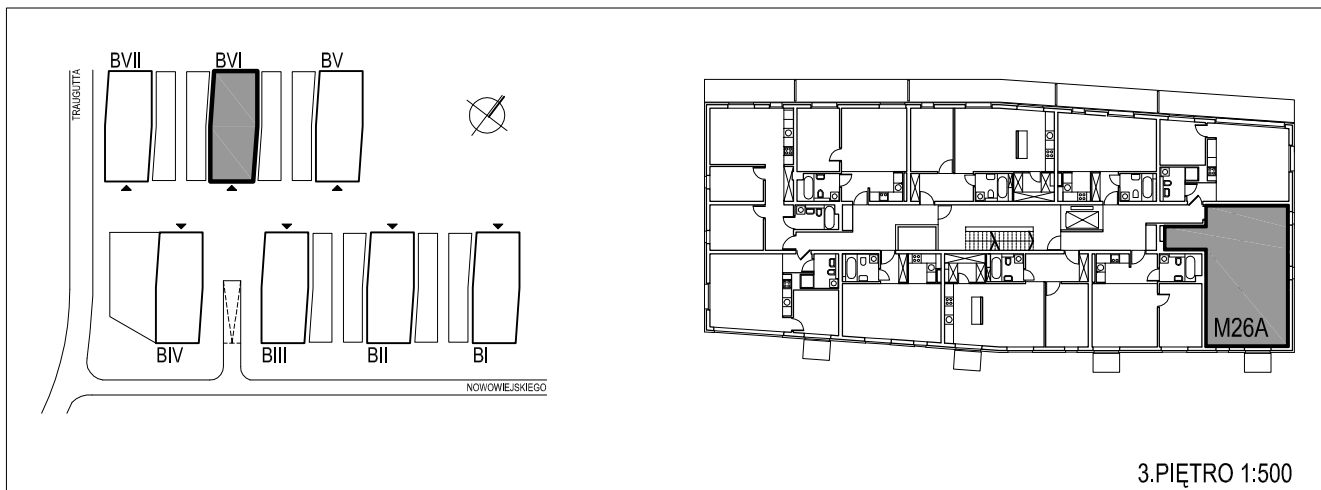 BVII
BVI
BV
TRAUGUTTA
BIV
BIII
BII
BI
NOWOWIEJSKIEGO
M26A
3.PIĘTRO 1:500